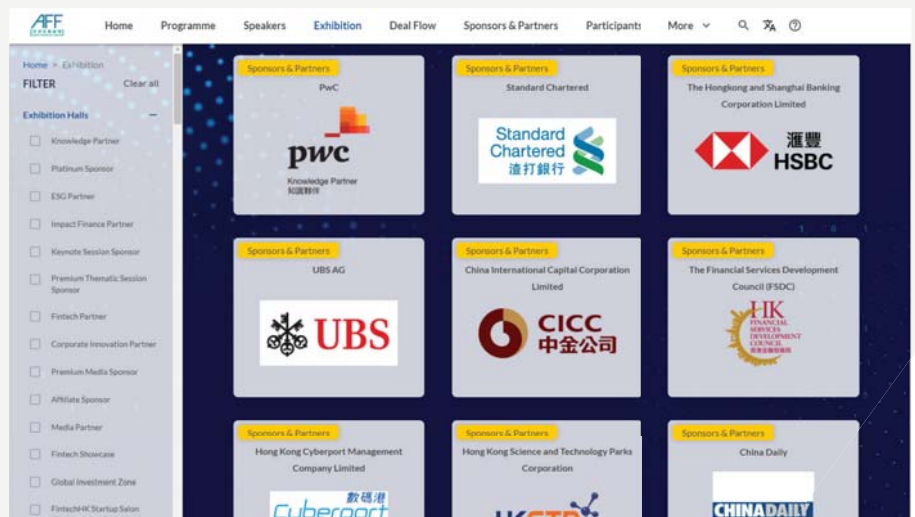 AFF
Home Programme Speakers Exhibition Deal Flow Sponsors & Partners Participants More
Home > Exhibition
FILTER Clear all
Exhibition Halls
Knowledge Partner
Platinum Sponsor
ESG Partner
Impact Finance Partner
Keynote Session Sponsor
Premium Thematic Session
Sponsor
Fintech Partner
Corporate Innovation Partner
Premium Media Sponsor
Affiliate Sponsor
Media Partner
Fintech Showcase
Global Investment Zone
FintechHK Startup Salon
Sponsors & Partners
PwC
pwc
Knowledge Partner
知識夥伴
Sponsors & Partners
Standard Chartered
Standard
Chartered
渣打銀行
Sponsors & Partners
The Hongkong and Shanghai Banking
Corporation Limited
滙豐
HSBC
Sponsors & Partners
UBS AG
UBS
Sponsors & Partners
China International Capital Corporation
Limited
CICC
中金公司
Sponsors & Partners
The Financial Services Development
Council (FSDC)
HK
FINANCIAL
SERVICES
DEVELOPMENT
COUNCIL
Sponsors & Partners
Hong Kong Cyberport Management
Company Limited
數碼港
Cyberport
Sponsors & Partners
Hong Kong Science and Technology Parks
Corporation
HKSTP
Sponsors & Partners
China Daily
CHINADAILY